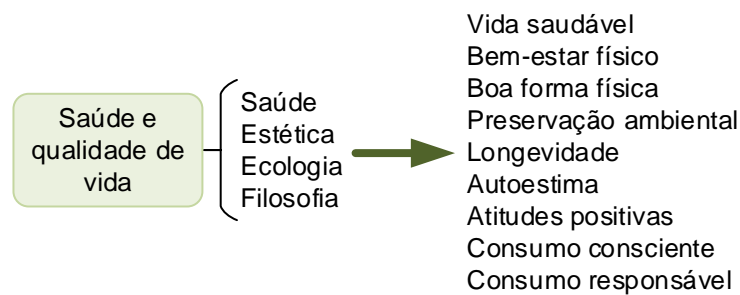 Saúde e
qualidade de
vida
Saúde
Estética
Ecologia
Filosofia
Vida saudável
Bem-estar físico
Boa forma física
Preservação ambiental
Longevidade
Autoestima
Atitudes positivas
Consumo consciente
Consumo responsável